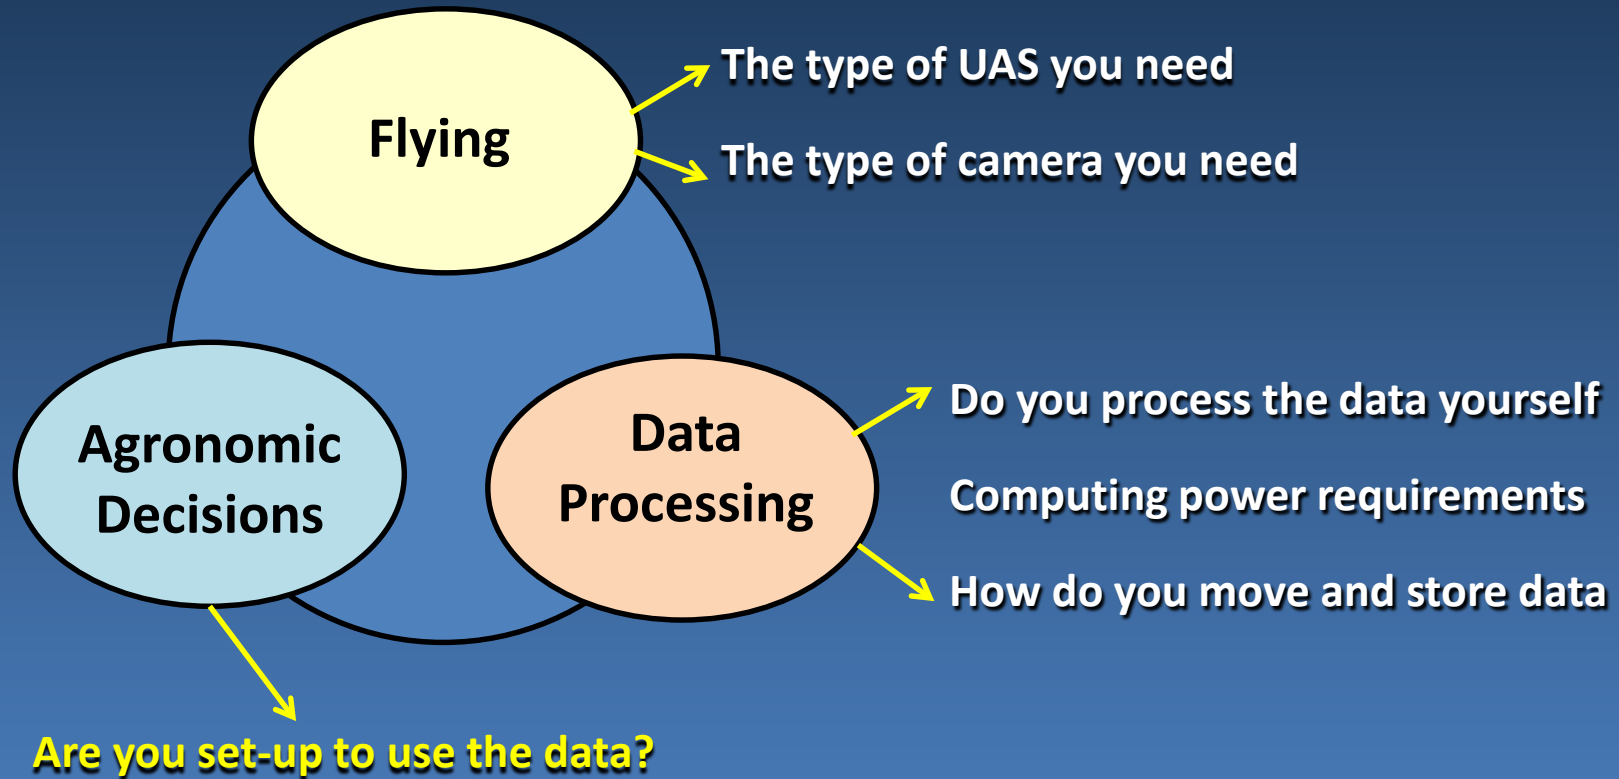 Flying
The type of UAS you need
The type of camera you need
Agronomic
Decisions
Data
Processing
Do you process the data yourself
Computing power requirements
How do you move and store data
Are you set-up to use the data?